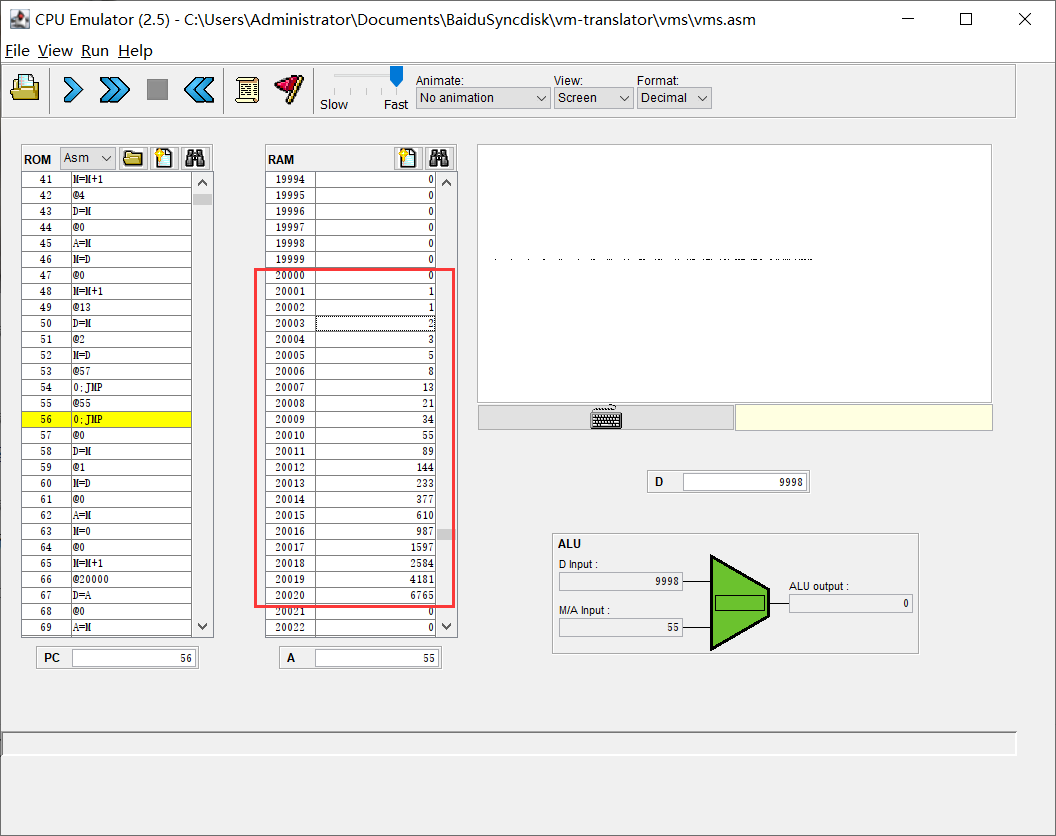 CPU Emulator (2.5) - C:\Users\Administrator\Documents\BaiduSyncdisk\vm-translator\vms\vms.asm
File View Run Help
Slow Fast
Animate: View: Format:
No animation Screen Decimal
ROM Asm
41 M=M+1
42 @4
43 D=M
44 @0
45 A=M
46 M=D
47 @0
48 M=M+1
49 @13
50 D=M
51 @2
52 M=D
53 @57
54 0;JMP
55 @55
56 0;JMP
57 @0
58 D=M
59 @1
60 M=D
61 @0
62 A=M
63 M=0
64 @0
65 M=M+1
66 @20000
67 D=A
68 @0
69 A=M
PC 56
RAM
19994 0
19995 0
19996 0
19997 0
19998 0
19999 0
20000 0
20001 1
20002 1
20003 2
20004 3
20005 5
20006 8
20007 13
20008 21
20009 34
20010 55
20011 89
20012 144
20013 233
20014 377
20015 610
20016 987
20017 1597
20018 2584
20019 4181
20020 6765
20021 0
20022 0
A 55
D 9998
ALU
D Input :
9998
M/A Input :
55
ALU output :
0